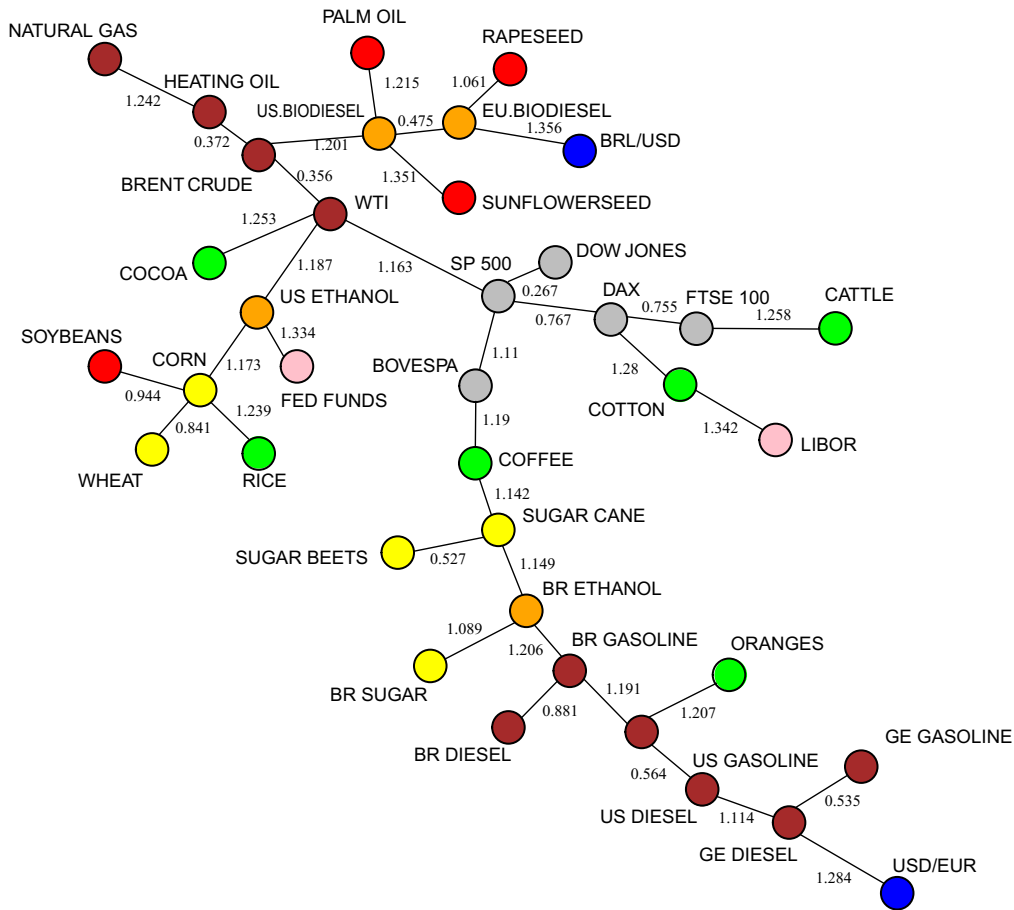 PALM OIL
NATURAL GAS
RAPESEED
HEATING OIL
1.215
1.061
1.242
US.BIODIESEL
0.475
EU.BIODIESEL
0.372
1.201
1.356
BRL/USD
BRENT CRUDE
0.356
1.351
WTI
SUNFLOWERSEED
1.253
COCOA
1.187
1.163
SP 500
DOW JONES
0.267
DAX
US ETHANOL
0.767
0.755
FTSE 100
CATTLE
1.258
SOYBEANS
1.334
CORN
1.173
1.11
BOVESPA
1.28
0.944
FED FUNDS
COTTON
1.239
1.19
0.841
1.342
LIBOR
WHEAT
RICE
COFFEE
1.142
SUGAR CANE
SUGAR BEETS
0.527
1.149
BR ETHANOL
1.089
1.206
BR GASOLINE
ORANGES
BR SUGAR
1.191
0.881
1.207
BR DIESEL
GE GASOLINE
0.564
US GASOLINE
US DIESEL
1.114
0.535
GE DIESEL
USD/EUR
1.284